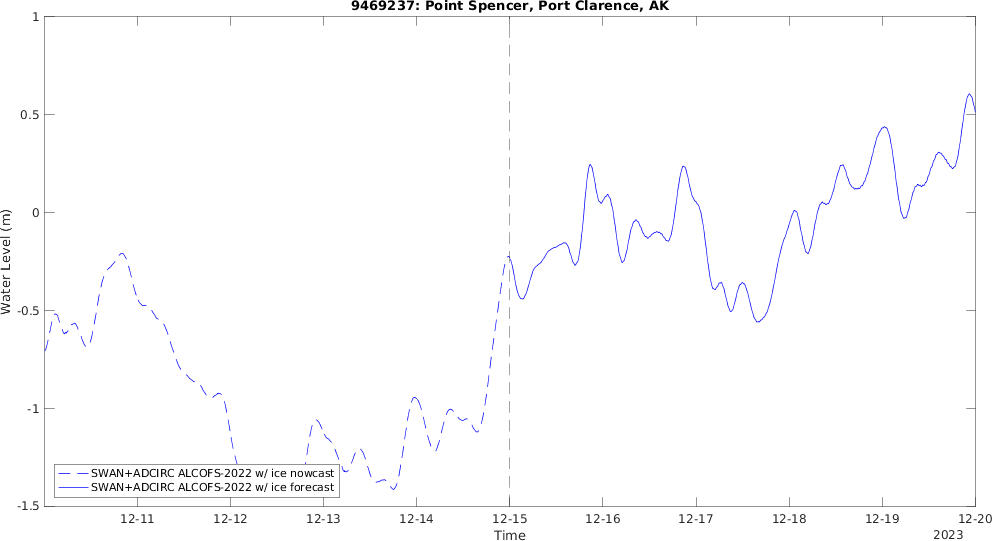 9469237: Point Spencer, Port Clarence, AK
1
0.5
0
-0.5
-1
-1.5
Water Level (m)
SWAN+ADCIRC ALCOFS-2022 w/ ice nowcast
SWAN+ADCIRC ALCOFS-2022 w/ ice forecast
12-11 12-12 12-13 12-14 12-15 12-16 12-17 12-18 12-19 12-20
Time
2023